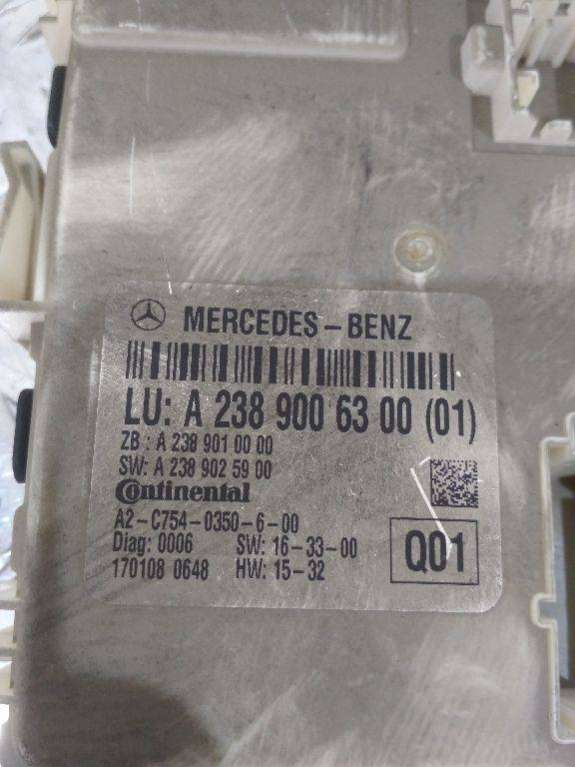 MERCEDES-BENZ
LU: A 238 900 63 00 (01)
ZB : A 238 901 00 00
SW: A 238 902 59 00
Continental
A2-C754-0350-6-00
Diag: 0006 SW: 16-33-00
170108 0648 HW: 15-32
Q01